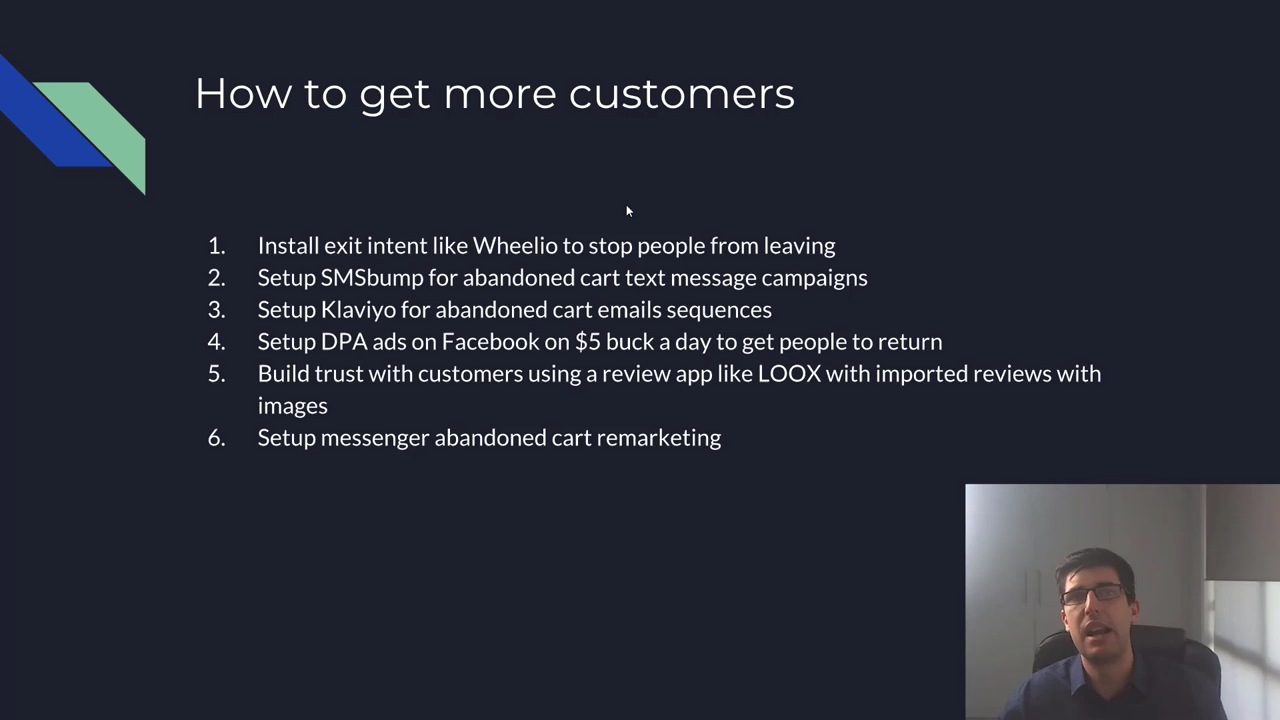 How to get more customers
1. Install exit intent like Wheelio to stop people from leaving
2. Setup SMSbump for abandoned cart text message campaigns
3. Setup Klaviyo for abandoned cart emails sequences
4. Setup DPA ads on Facebook on $5 buck a day to get people to return
5. Build trust with customers using a review app like LOOX with imported reviews with
images
6. Setup messenger abandoned cart remarketing